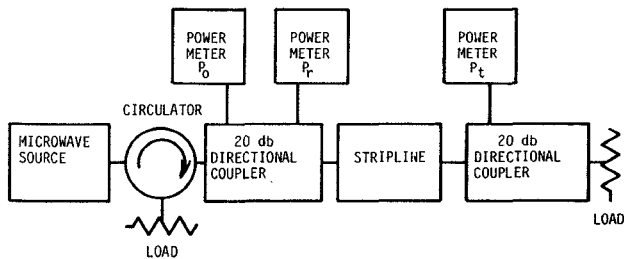 POWER
METER
Po
POWER
METER
Pr
POWER
METER
Pt
CIRCULATOR
MICROWAVE
SOURCE
20 db
DIRECTIONAL
COUPLER
STRIPLINE
20 db
DIRECTIONAL
COUPLER
LOAD
LOAD